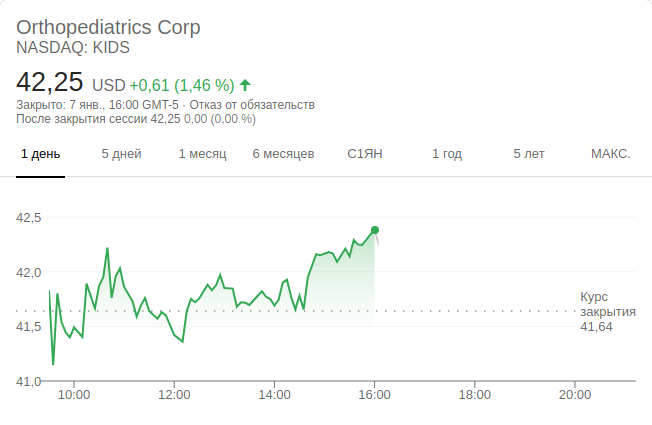 Orthopediatrics Corp
NASDAQ: KIDS
42,25 USD +0,61 (1,46 %)
Закрыто: 7 янв., 16:00 GMT-5 · Отказ от обязательств
После закрытия сессии 42,25 0,00 (0,00 %)
1 день 5 дней 1 месяц 6 месяцев С1ЯН 1 год 5 лет МАКС.
42,5
42,0
41,5
41,0
Курс
закрытия
41,64
10:00 12:00 14:00 16:00 18:00 20:00